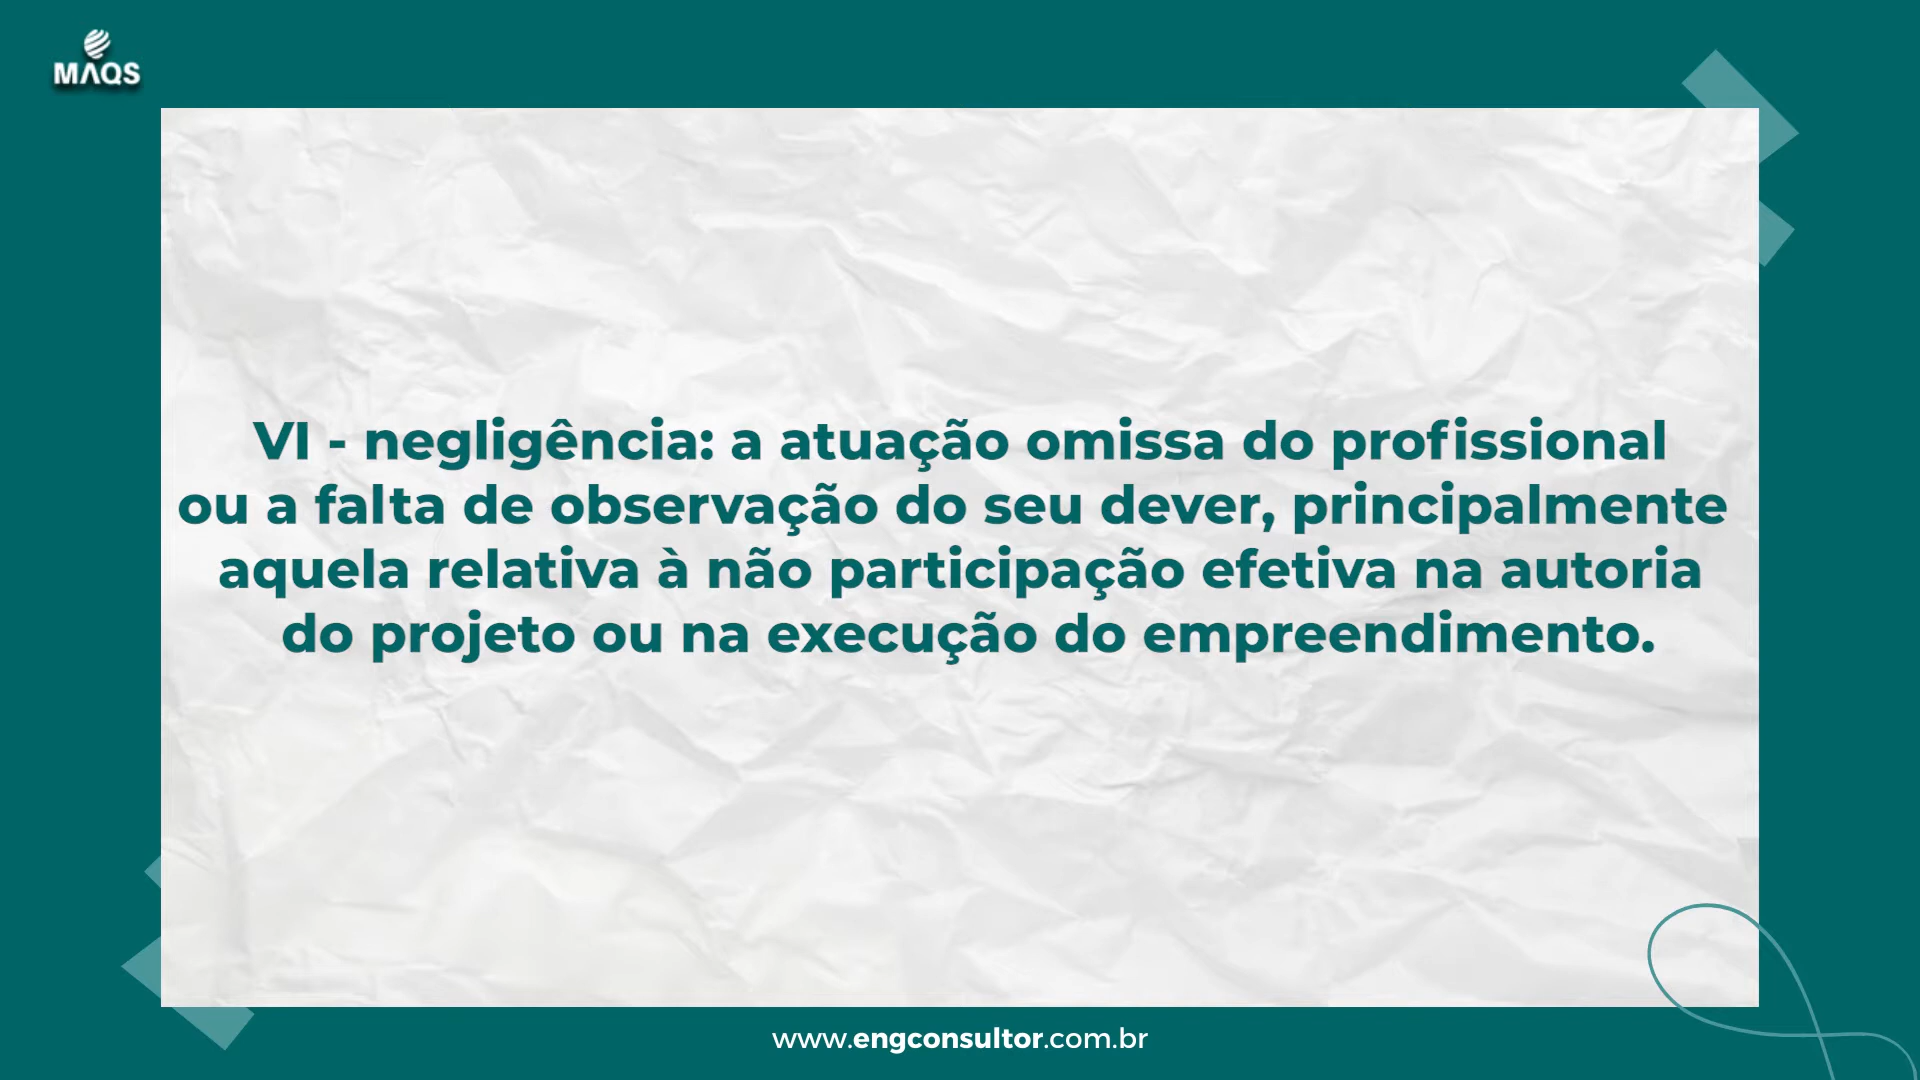 MAQS
VI - negligência: a atuação omissa do profissional
ou a falta de observação do seu dever, principalmente
aquela relativa à não participação efetiva na autoria
do projeto ou na execução do empreendimento.
www.engconsultor.com.br